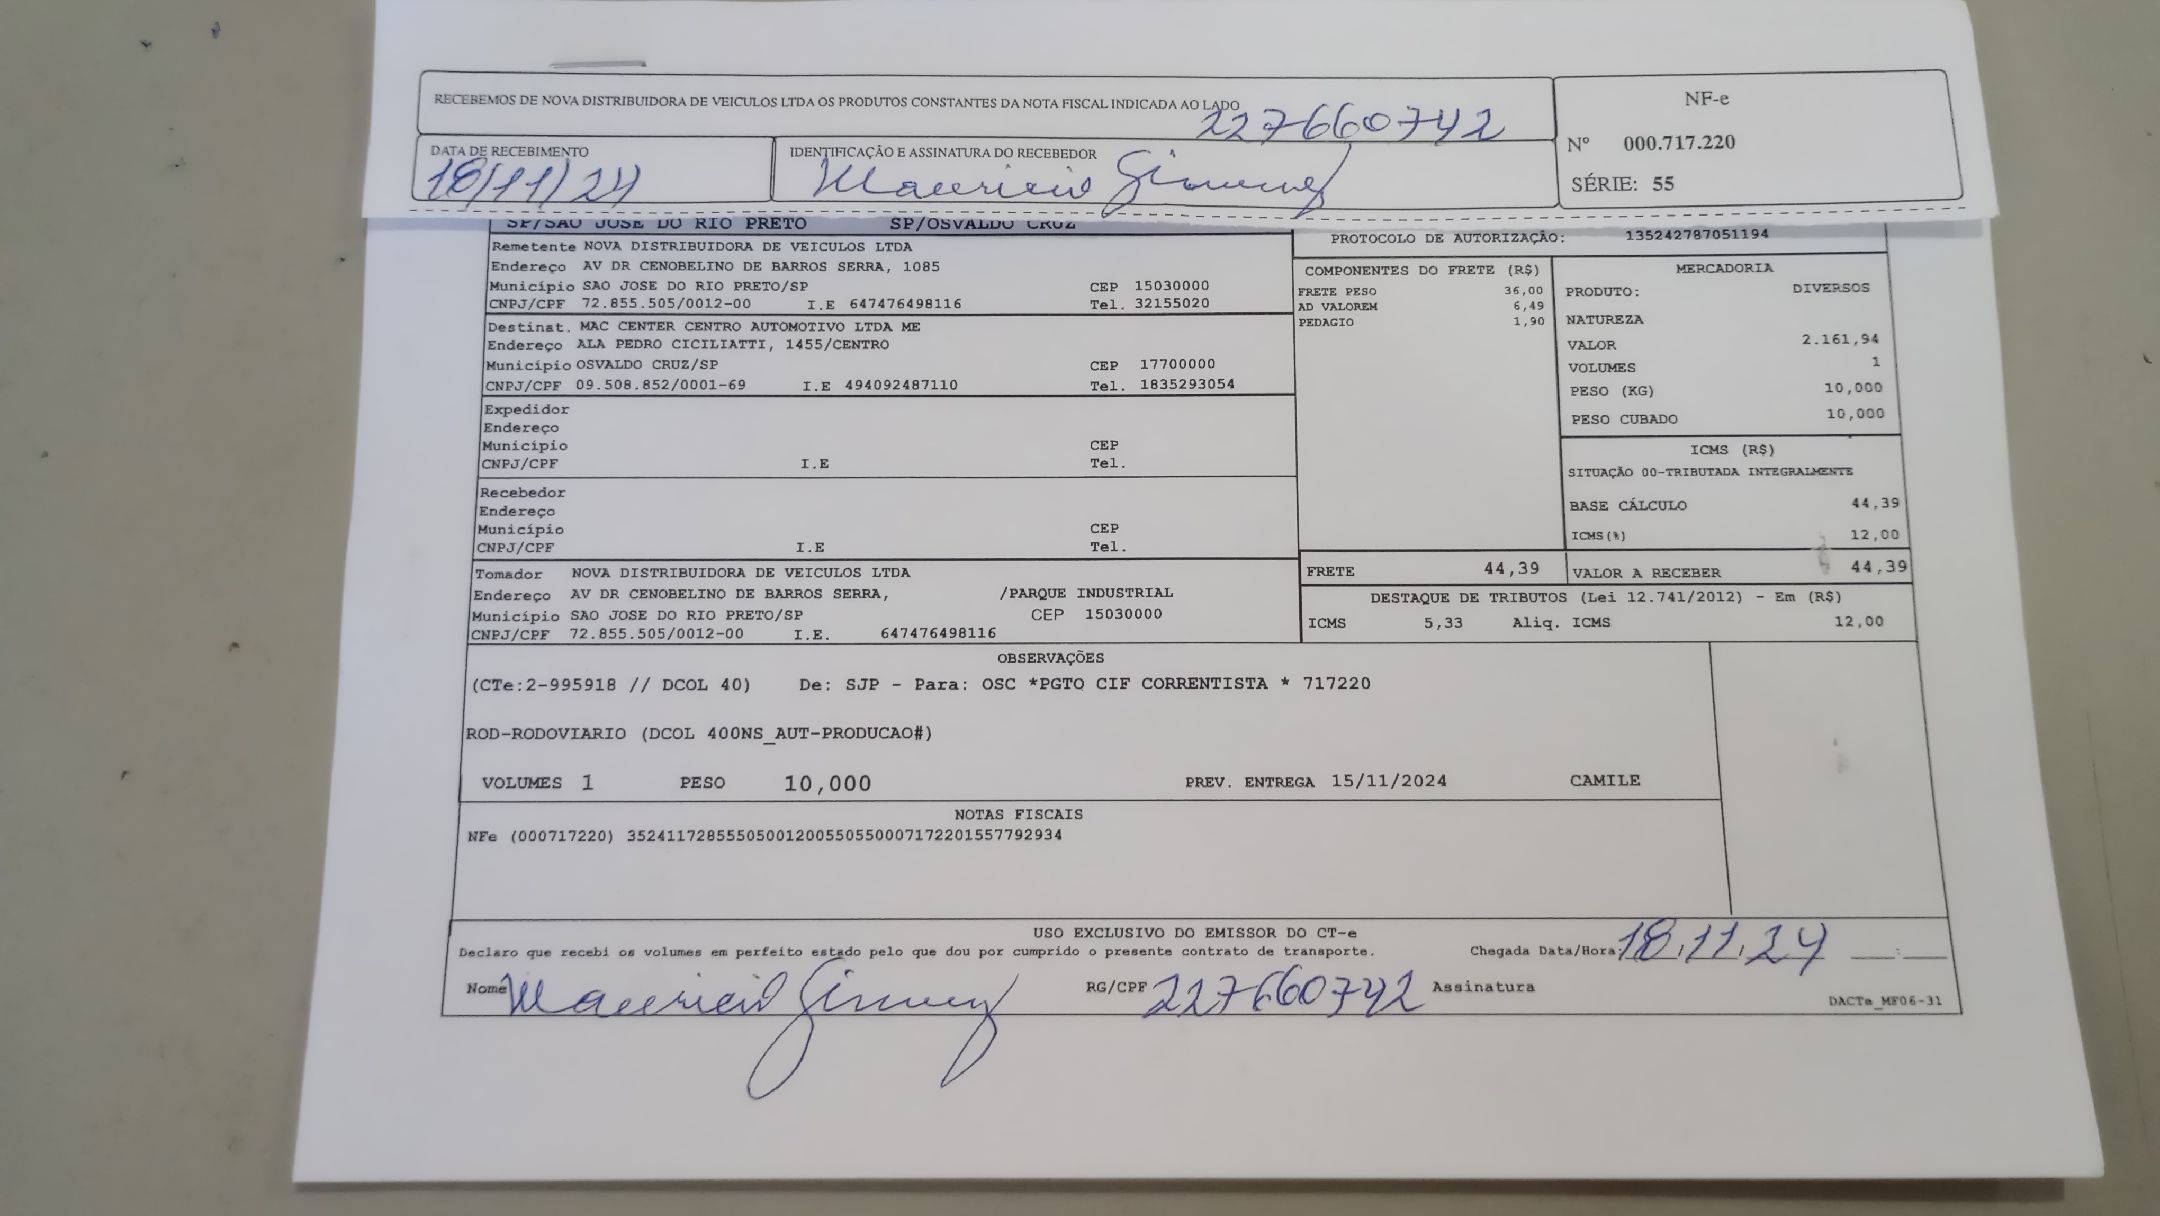 RECEBEMOS DE NOVA DISTRIBUIDORA DE VEICULOS LTDA OS PRODUTOS CONSTANTES DA NOTA FISCAL INDICADA AO LADO
227660742
NF-e
Nº 000.717.220
SÉRIE: 55
DATA DE RECEBIMENTO
18/11/24
IDENTIFICAÇÃO E ASSINATURA DO RECEBEDOR
Mauricio Gimenez
SP/SAO JOSE DO RIO PRETO SP/OSVALDO CRUZ
PROTOCOLO DE AUTORIZAÇÃO: 135242787051194
Remetente NOVA DISTRIBUIDORA DE VEICULOS LTDA
Endereço AV DR CENOBELINO DE BARROS SERRA, 1085
Município SAO JOSE DO RIO PRETO/SP CEP 15030000
CNPJ/CPF 72.855.505/0012-00 I.E 647476498116 Tel. 32155020
Destinat. MAC CENTER CENTRO AUTOMOTIVO LTDA ME
Endereço ALA PEDRO CICILIATTI, 1455/CENTRO
Município OSVALDO CRUZ/SP CEP 17700000
CNPJ/CPF 09.508.852/0001-69 I.E 494092487110 Tel. 1835293054
Expedidor
Endereço
Município CEP
CNPJ/CPF I.E Tel.
Recebedor
Endereço
Município CEP
CNPJ/CPF I.E Tel.
Tomador NOVA DISTRIBUIDORA DE VEICULOS LTDA
Endereço AV DR CENOBELINO DE BARROS SERRA, /PARQUE INDUSTRIAL
Município SAO JOSE DO RIO PRETO/SP CEP 15030000
CNPJ/CPF 72.855.505/0012-00 I.E. 647476498116
COMPONENTES DO FRETE (R$)
FRETE PESO 36,00
AD VALOREM 6,49
PEDAGIO 1,90
MERCADORIA
PRODUTO: DIVERSOS
NATUREZA
VALOR 2.161,94
VOLUMES 1
PESO (KG) 10,000
PESO CUBADO 10,000
ICMS (R$)
SITUAÇÃO 00-TRIBUTADA INTEGRALMENTE
BASE CÁLCULO 44,39
ICMS(%) 12,00
FRETE 44,39 VALOR A RECEBER 44,39
DESTAQUE DE TRIBUTOS (Lei 12.741/2012) - Em (R$)
ICMS 5,33 Aliq. ICMS 12,00
OBSERVAÇÕES
(CTe:2-995918 // DCOL 40) De: SJP - Para: OSC *PGTO CIF CORRENTISTA * 717220
ROD-RODOVIARIO (DCOL 400NS_AUT-PRODUCAO#)
VOLUMES 1 PESO 10,000 PREV. ENTREGA 15/11/2024 CAMILE
NOTAS FISCAIS
NFe (000717220) 35241172855505001200550550007172201557792934
USO EXCLUSIVO DO EMISSOR DO CT-e
Declaro que recebi os volumes em perfeito estado pelo que dou por cumprido o presente contrato de transporte. Chegada Data/Hora: 18,11,24 ___:___
Nome Mauricio Gimenez RG/CPF 227660742 Assinatura
DACTe_MF06-31